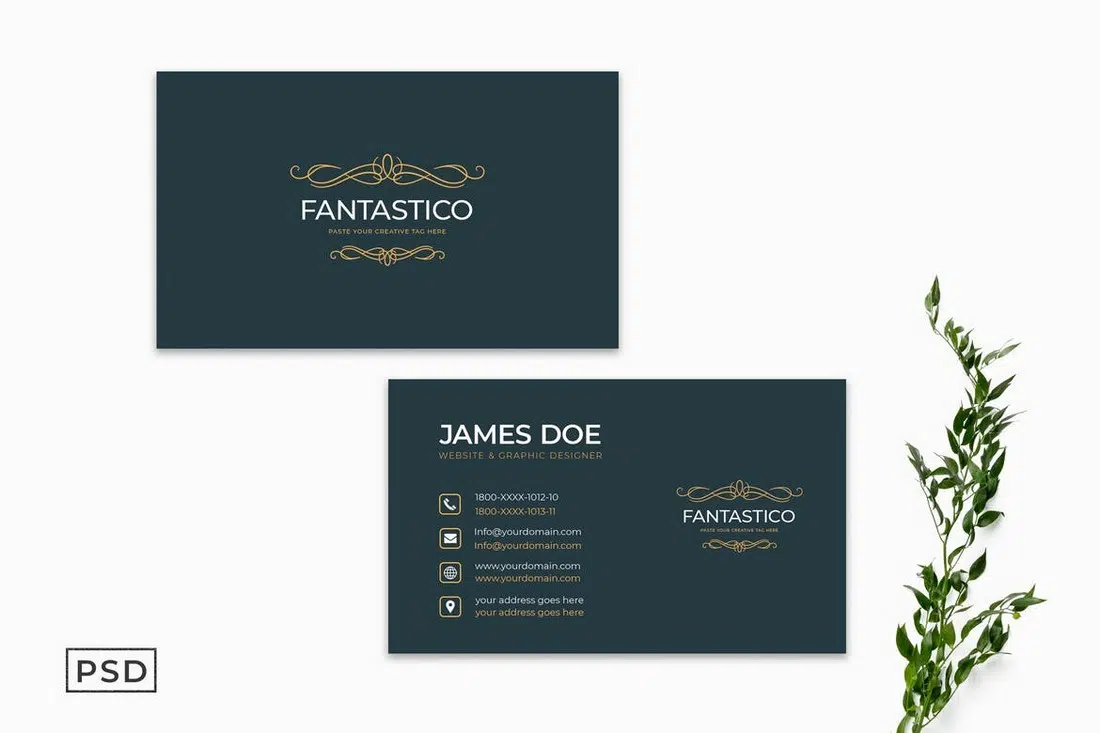 FANTASTICO
PASTE YOUR CREATIVE TAG HERE
JAMES DOE
WEBSITE & GRAPHIC DESIGNER
1800-XXXX-1012-10
1800-XXXX-1013-11
Info@yourdomain.com
Info@yourdomain.com
www.yourdomain.com
www.yourdomain.com
your address goes here
your address goes here
FANTASTICO
PASTE YOUR CREATIVE TAG HERE
PSD